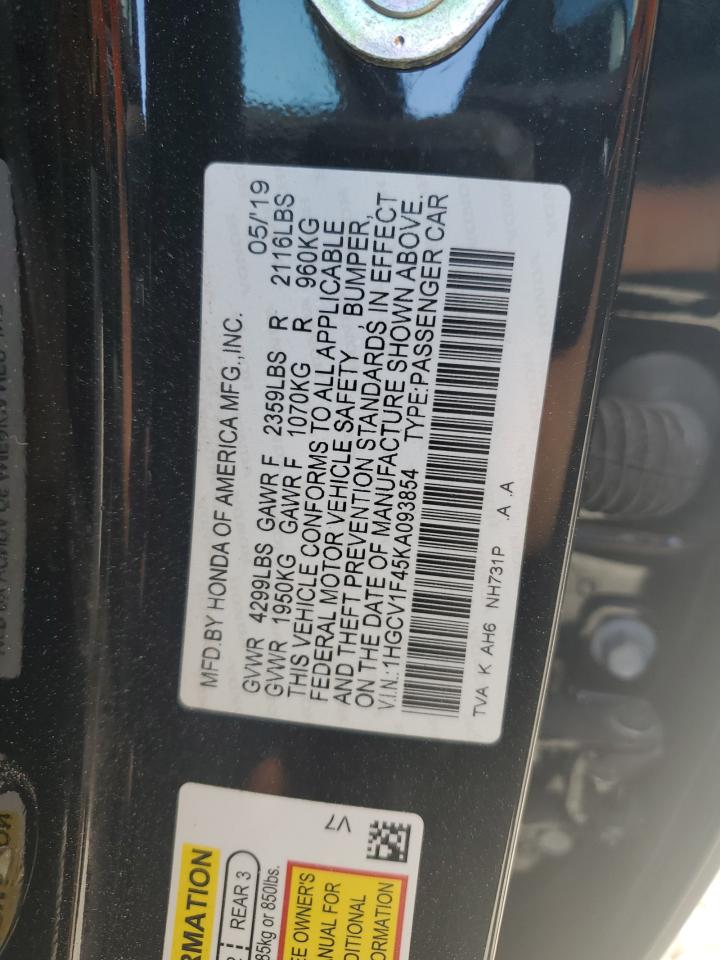 MFD.BY HONDA OF AMERICA MFG.,INC. 05/'19
GVWR 4299LBS GAWR F 2359LBS R 2116LBS
GVWR 1950KG GAWR F 1070KG R 960KG
THIS VEHICLE CONFORMS TO ALL APPLICABLE
FEDERAL MOTOR VEHICLE SAFETY, BUMPER,
AND THEFT PREVENTION STANDARDS IN EFFECT
ON THE DATE OF MANUFACTURE SHOWN ABOVE.
V.I.N.: 1HGCV1F45KA093854 TYPE:PASSENGER CAR
TVA K AH6 NH731P .A .A
V7
RMATION
REAR 3
85kg or 850lbs.
EE OWNER'S
ANUAL FOR
DITIONAL
ORMATION